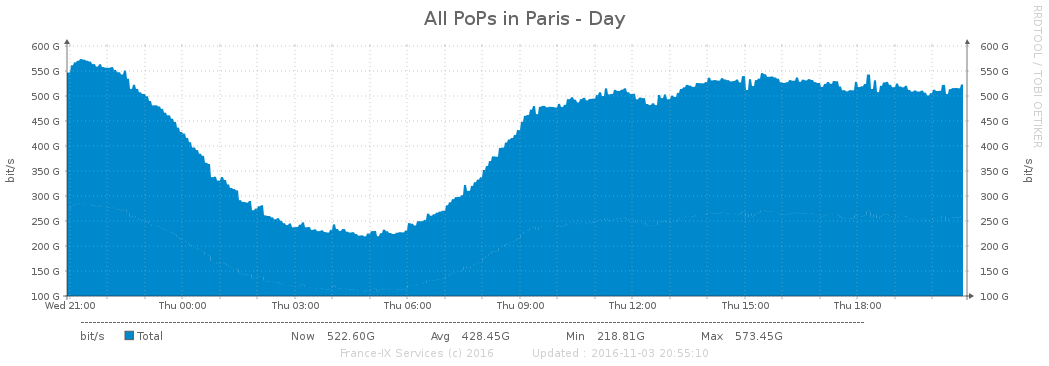 All PoPs in Paris - Day
RRDTOOL / TOBI OETIKER
600 G 600 G
550 G 550 G
500 G 500 G
450 G 450 G
400 G 400 G
350 G 350 G
300 G 300 G
250 G 250 G
200 G 200 G
150 G 150 G
100 G 100 G
bit/s bit/s
Wed 21:00 Thu 00:00 Thu 03:00 Thu 06:00 Thu 09:00 Thu 12:00 Thu 15:00 Thu 18:00
bit/s Total Now 522.60G Avg 428.45G Min 218.81G Max 573.45G
France-IX Services (c) 2016 Updated : 2016-11-03 20:55:10